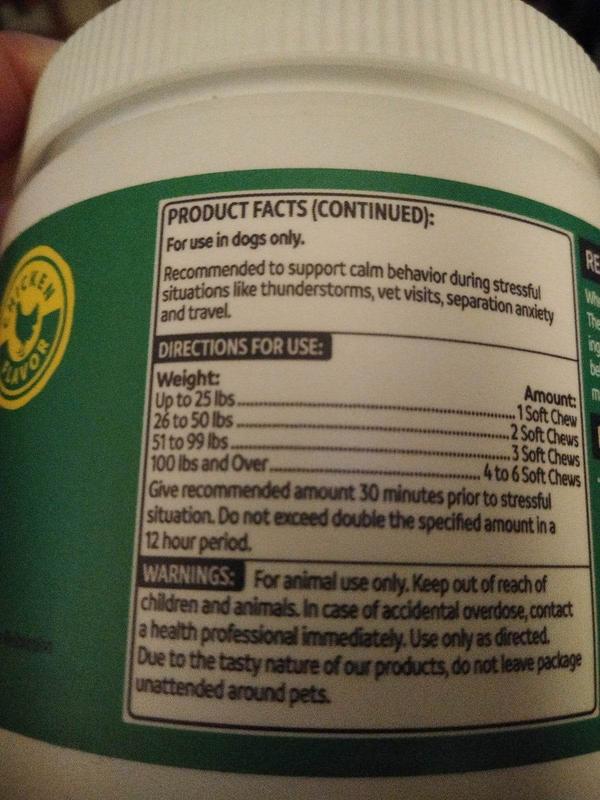 PRODUCT FACTS (CONTINUED):
For use in dogs only.
Recommended to support calm behavior during stressful
situations like thunderstorms, vet visits, separation anxiety
and travel.
DIRECTIONS FOR USE:
Weight: Amount:
Up to 25 lbs 1 Soft Chew
26 to 50 lbs 2 Soft Chews
51 to 99 lbs 3 Soft Chews
100 lbs and Over 4 to 6 Soft Chews
Give recommended amount 30 minutes prior to stressful
situation. Do not exceed double the specified amount in a
12 hour period.
WARNINGS: For animal use only. Keep out of reach of
children and animals. In case of accidental overdose, contact
a health professional immediately. Use only as directed.
Due to the tasty nature of our products, do not leave package
unattended around pets.
CHICKEN
FLAVOR